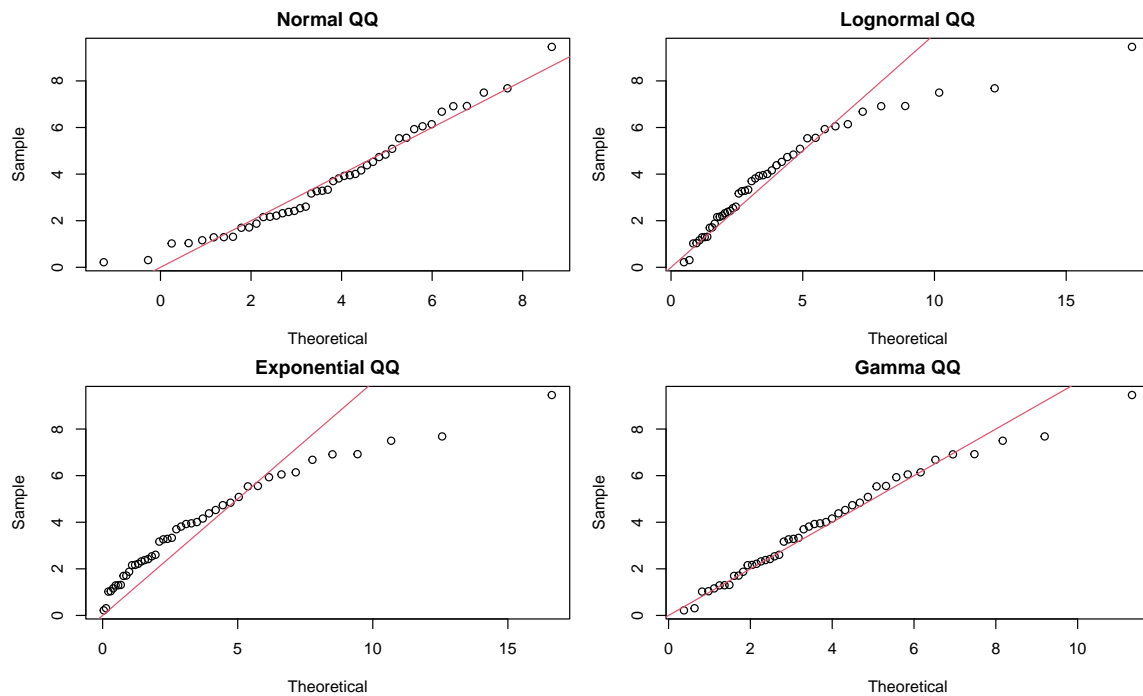 Normal QQ
Sample
0 2 4 6 8
0 2 4 6 8
Theoretical
Lognormal QQ
Sample
0 2 4 6 8
0 5 10 15
Theoretical
Exponential QQ
Sample
0 2 4 6 8
0 5 10 15
Theoretical
Gamma QQ
Sample
0 2 4 6 8
0 2 4 6 8 10
Theoretical